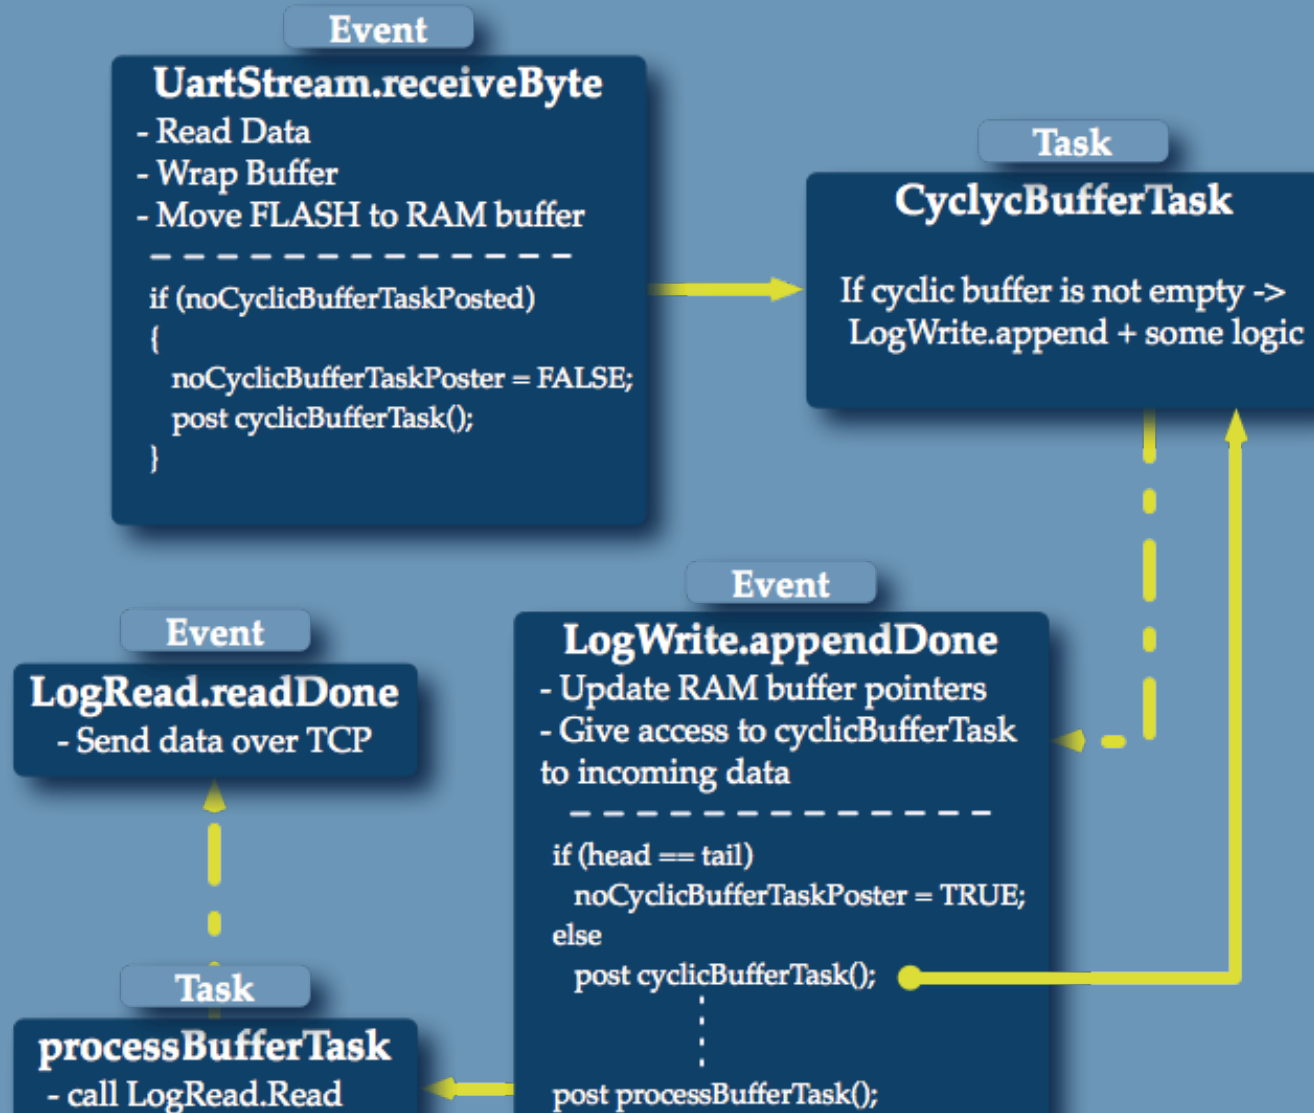 Event
UartStream.receiveByte
- Read Data
- Wrap Buffer
- Move FLASH to RAM buffer
if (noCyclicBufferTaskPosted)
{
noCyclicBufferTaskPoster = FALSE;
post cyclicBufferTask();
}
Task
CyclycBufferTask
If cyclic buffer is not empty ->
LogWrite.append + some logic
Event
LogWrite.appendDone
- Update RAM buffer pointers
- Give access to cyclicBufferTask
to incoming data
if (head == tail)
noCyclicBufferTaskPoster = TRUE;
else
post cyclicBufferTask();
post processBufferTask();
Event
LogRead.readDone
- Send data over TCP
Task
processBufferTask
- call LogRead.Read